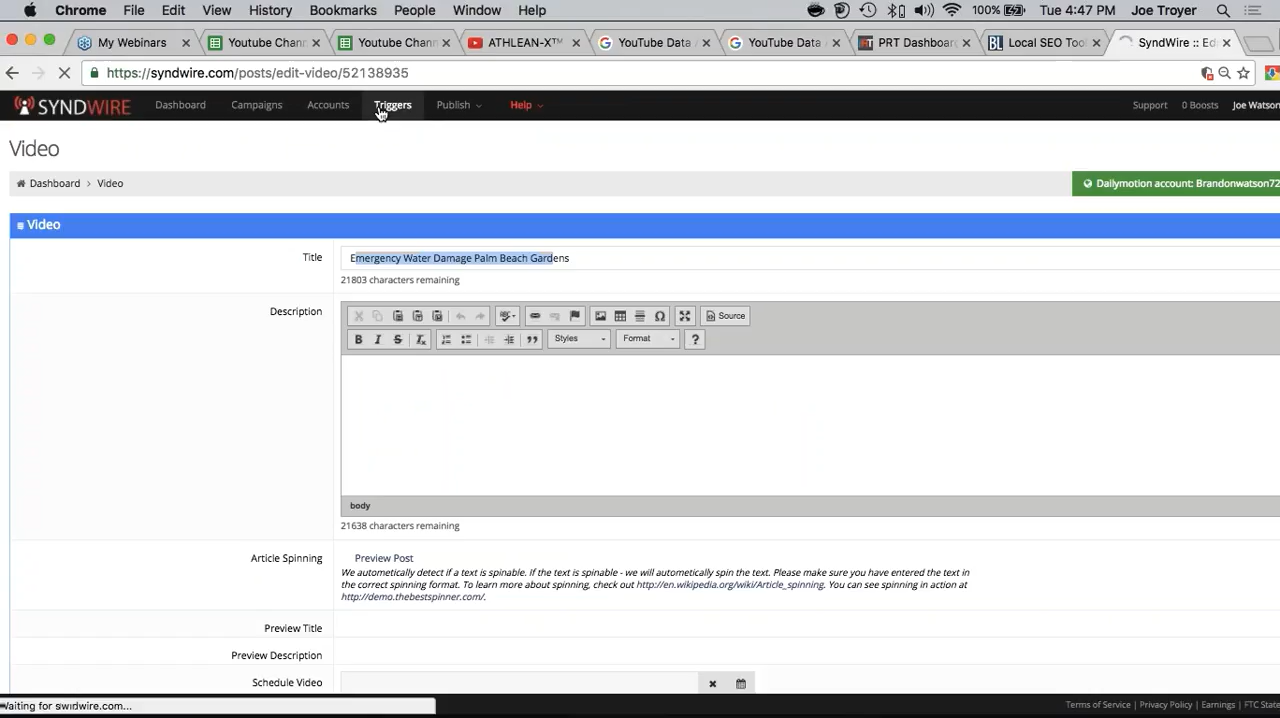 Chrome File Edit View History Bookmarks People Window Help 100% Tue 4:47 PM Joe Troyer
My Webinars Youtube Chan Youtube Chan ATHLEAN-X™ YouTube Data YouTube Data PRT Dashboar Local SEO Too SyndWire :: Ed
https://syndwire.com/posts/edit-video/52138935
SYNDWIRE Dashboard Campaigns Accounts Triggers Publish Help Support 0 Boosts Joe Watson
Video
Dashboard > Video Dailymotion account: Brandonwatson72
Video
Title Emergency Water Damage Palm Beach Gardens
21803 characters remaining
Description
Source
B I S Tx Styles Format ?
body
21638 characters remaining
Article Spinning Preview Post
We automatically detect if a text is spinable. If the text is spinable - we will automatically spin the text. Please make sure you have entered the text in
the correct spinning format. To learn more about spinning, check out http://en.wikipedia.org/wiki/Article_spinning. You can see spinning in action at
http://demo.thebestspinner.com/.
Preview Title
Preview Description
Schedule Video
Waiting for syndwire.com... Terms of Service | Privacy Policy | Earnings | FTC State